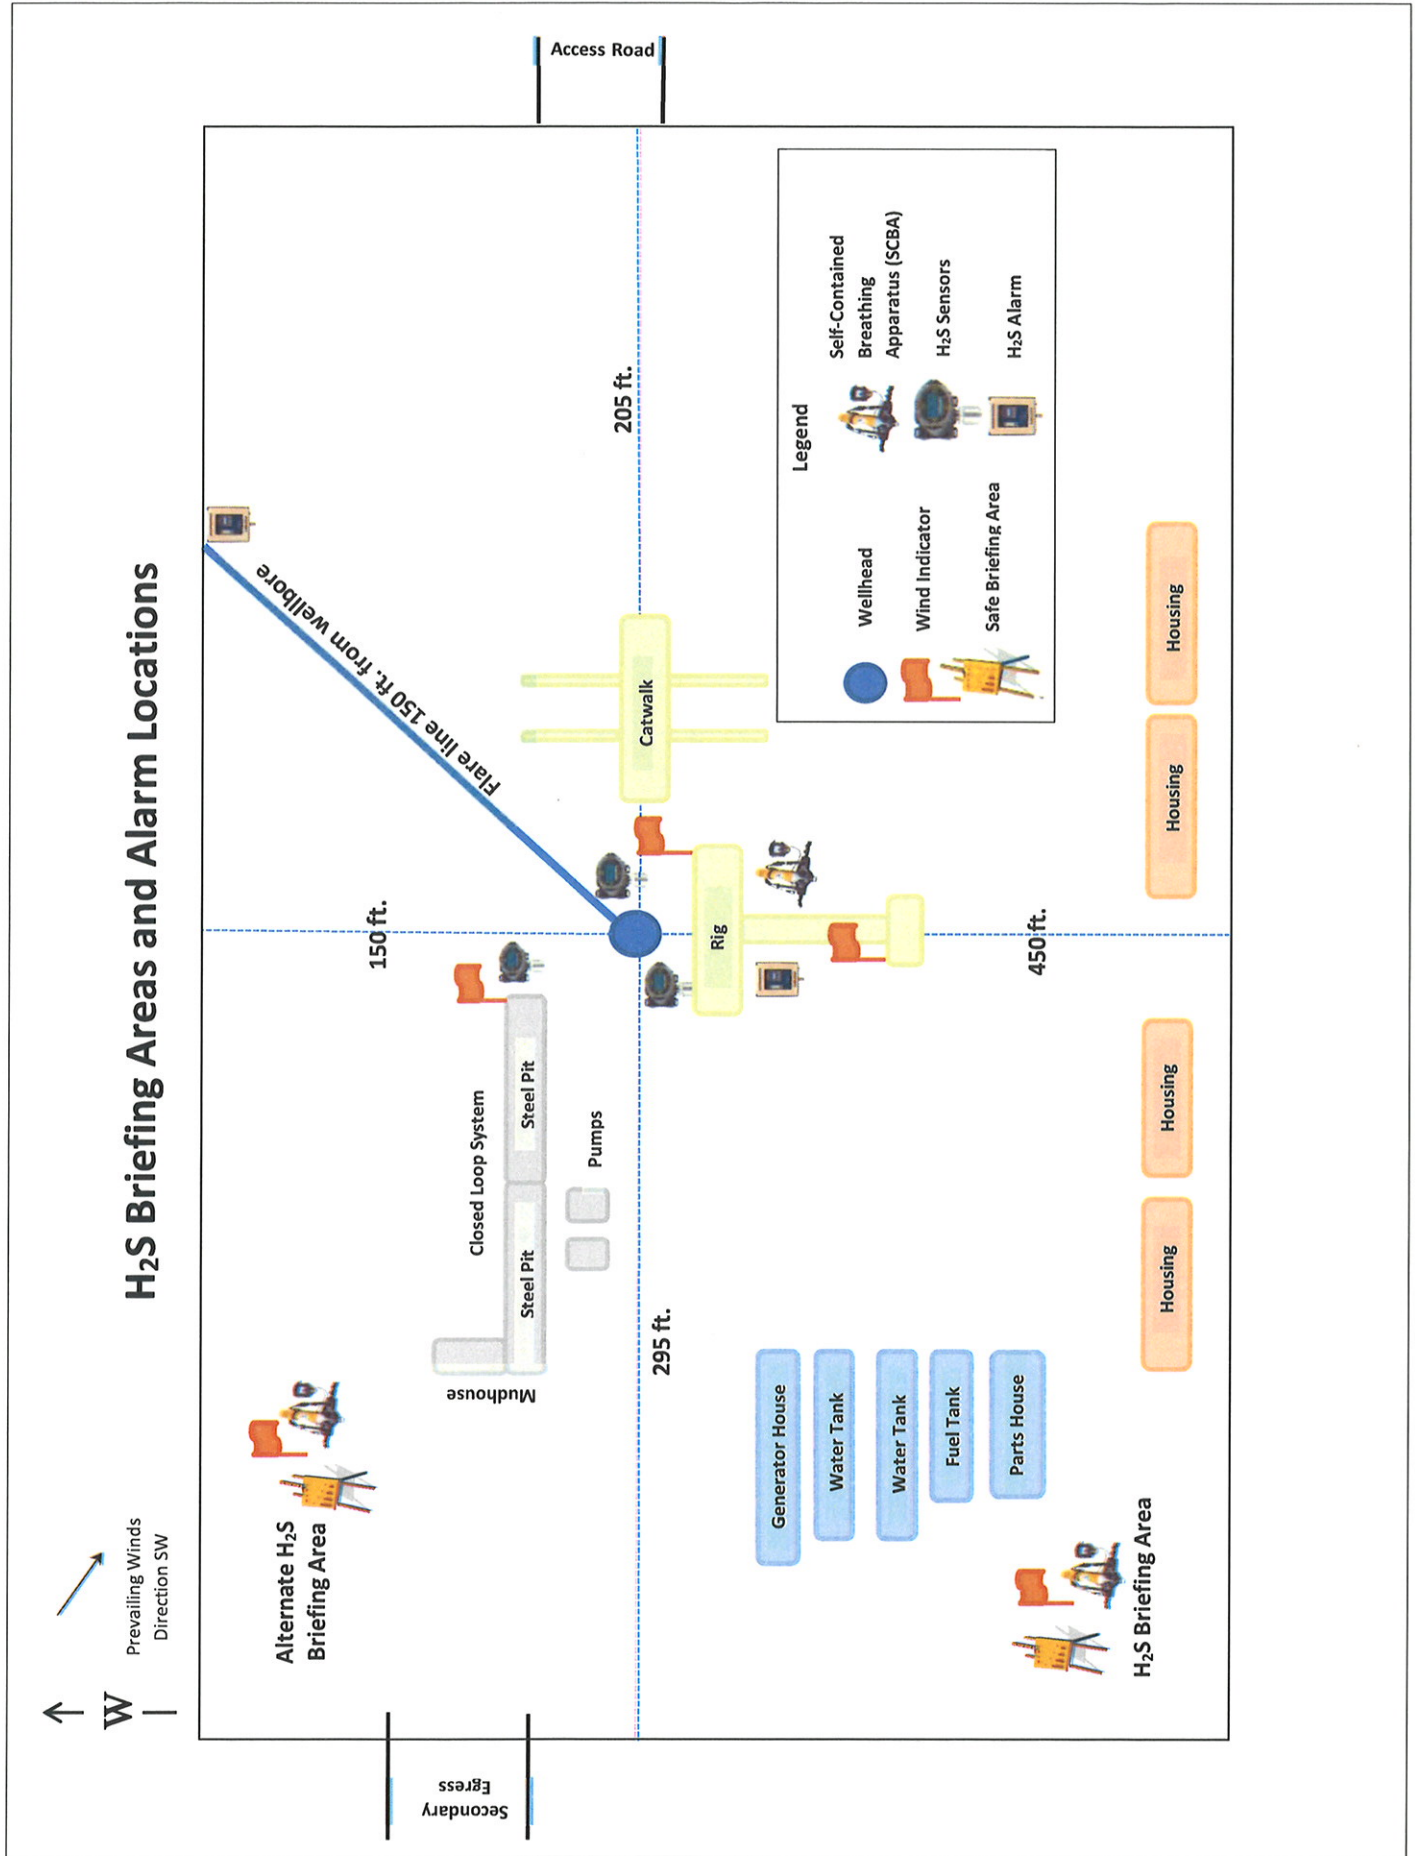 H₂S Briefing Areas and Alarm Locations
W
Prevailing Winds
Direction SW
Alternate H₂S
Briefing Area
Secondary
Egress
Access Road
150 ft.
Flare line 150 ft. from wellbore
205 ft.
295 ft.
450 ft.
Closed Loop System
Steel Pit
Steel Pit
Mudhouse
Pumps
Catwalk
Rig
Generator House
Water Tank
Water Tank
Fuel Tank
Parts House
H₂S Briefing Area
Housing
Housing
Housing
Housing
Legend
Wellhead
Wind Indicator
Safe Briefing Area
Self-Contained
Breathing
Apparatus (SCBA)
H₂S Sensors
H₂S Alarm